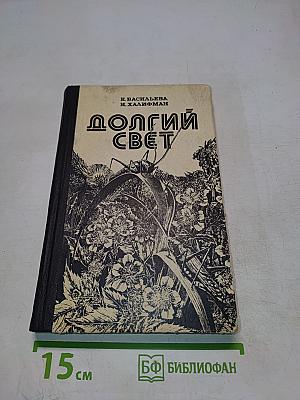 Е. ВАСИЛЬЕВА
И. ХАЛИФМАН
ДОЛГИЙ
СВЕТ
15 см
БФ БИБЛИОФАН